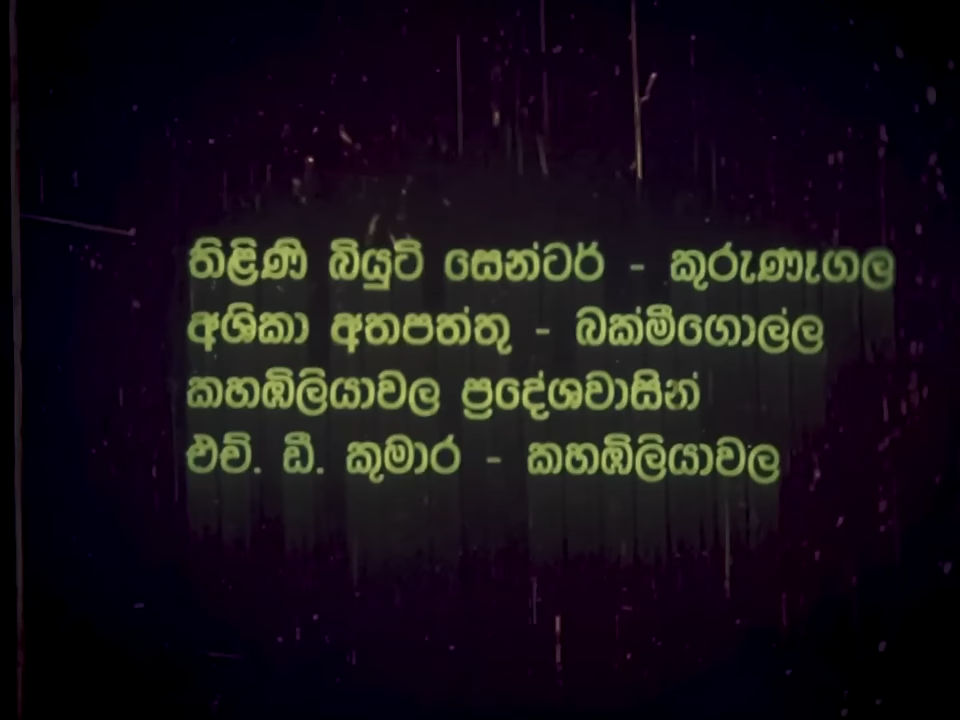 තිළිණි බියුටි සෙන්ටර් - කුරුණෑගල
අශිකා අතපත්තු - බක්මීගොල්ල
කහඹිලියාවල ප්‍රදේශවාසීන්
එච්. ඩී. කුමාර - කහඹිලියාවල